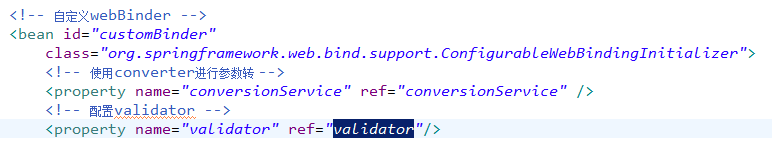 <!-- 自定义webBinder -->
<bean id="customBinder"
class="org.springframework.web.bind.support.ConfigurableWebBindingInitializer">
<!-- 使用converter进行参数转 -->
<property name="conversionService" ref="conversionService" />
<!-- 配置validator -->
<property name="validator" ref="validator"/>